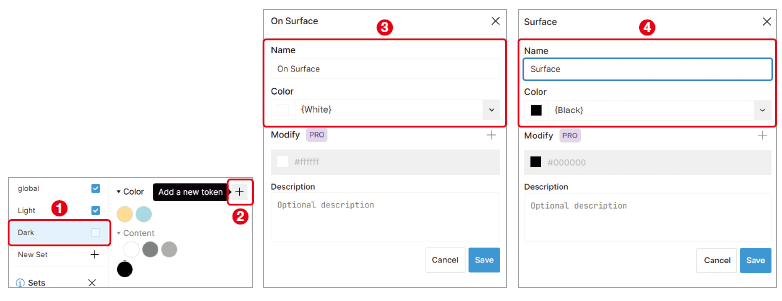 global
Light
Dark
New Set
Sets
1
Color
Add a new token
2
Content
On Surface
3
Name
On Surface
Color
{White}
Modify PRO
#ffffff
Description
Optional description
Cancel Save
Surface
4
Name
Surface
Color
{Black}
Modify PRO
#000000
Description
Optional description
Cancel Save